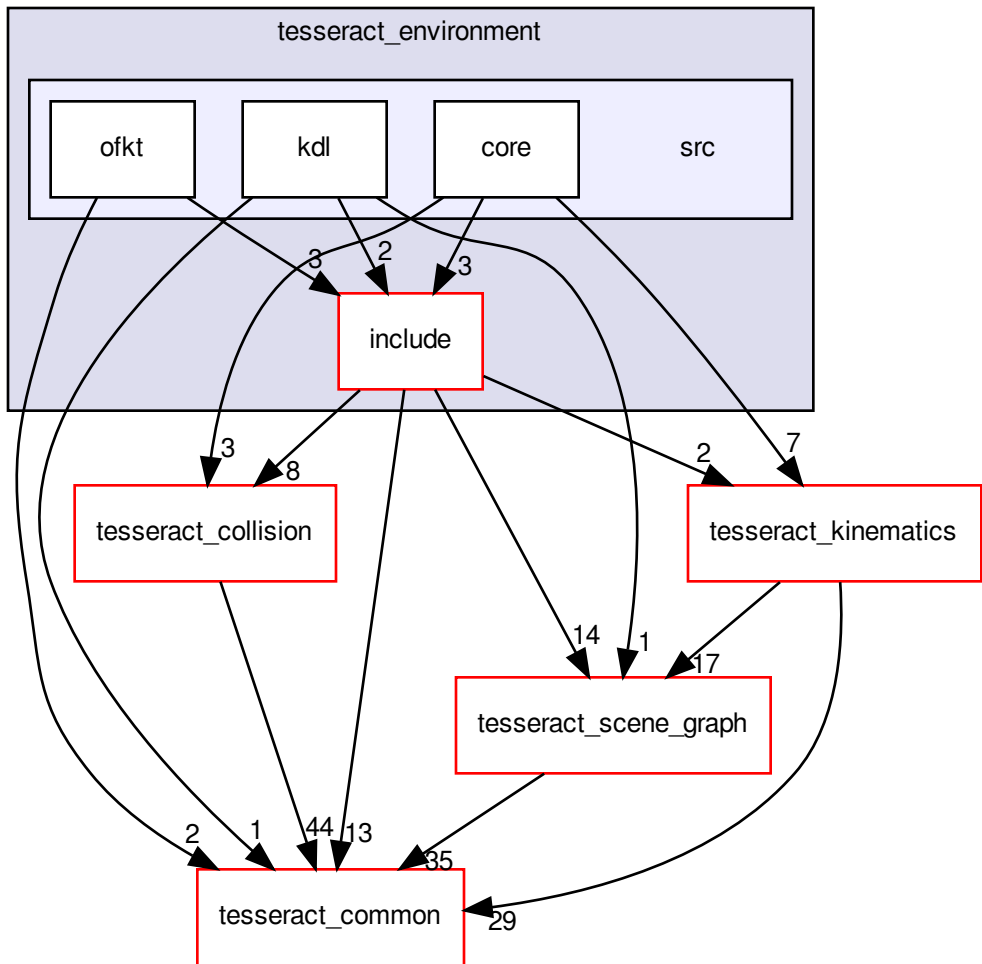 tesseract_environment
ofkt
kdl
core
src
3
2
3
include
3
8
2
7
tesseract_collision
tesseract_kinematics
14
1
17
tesseract_scene_graph
2
1
44
13
35
tesseract_common
29